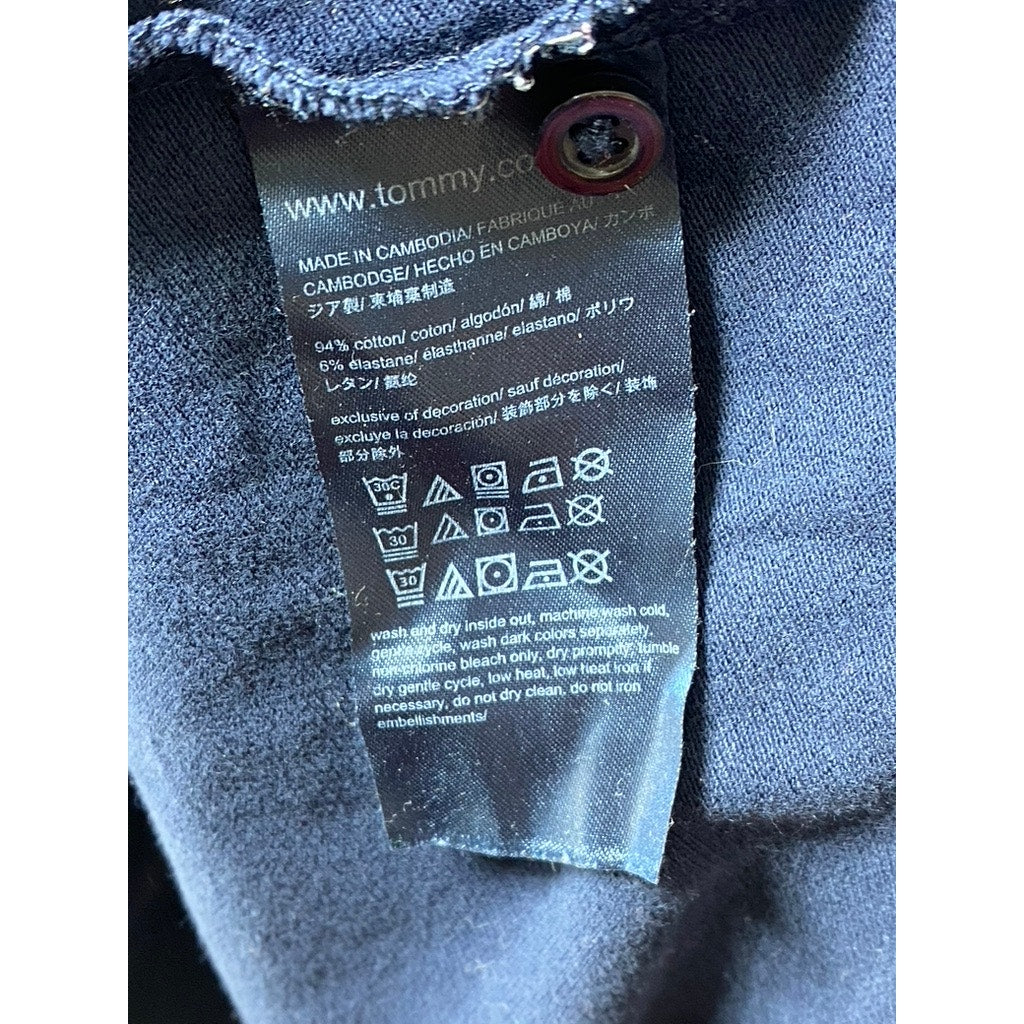 www.tommy.co
MADE IN CAMBODIA/ FABRIQUE AU
CAMBODGE/ HECHO EN CAMBOYA/ カンボ
ジア製/ 柬埔寨制造
94% cotton/ coton/ algodón/ 綿/ 棉
6% elastane/ élasthanne/ elastano/ ポリウ
レタン/ 氨纶
exclusive of decoration/ sauf décoration/
excluye la decoración/ 装飾部分を除く/ 装饰
部分除外
30C
30
30
wash and dry inside out, machine wash cold,
gentle cycle, wash dark colors separately,
non-chlorine bleach only, dry promptly, tumble
dry gentle cycle, low heat, low heat iron if
necessary, do not dry clean, do not iron
embellishments/